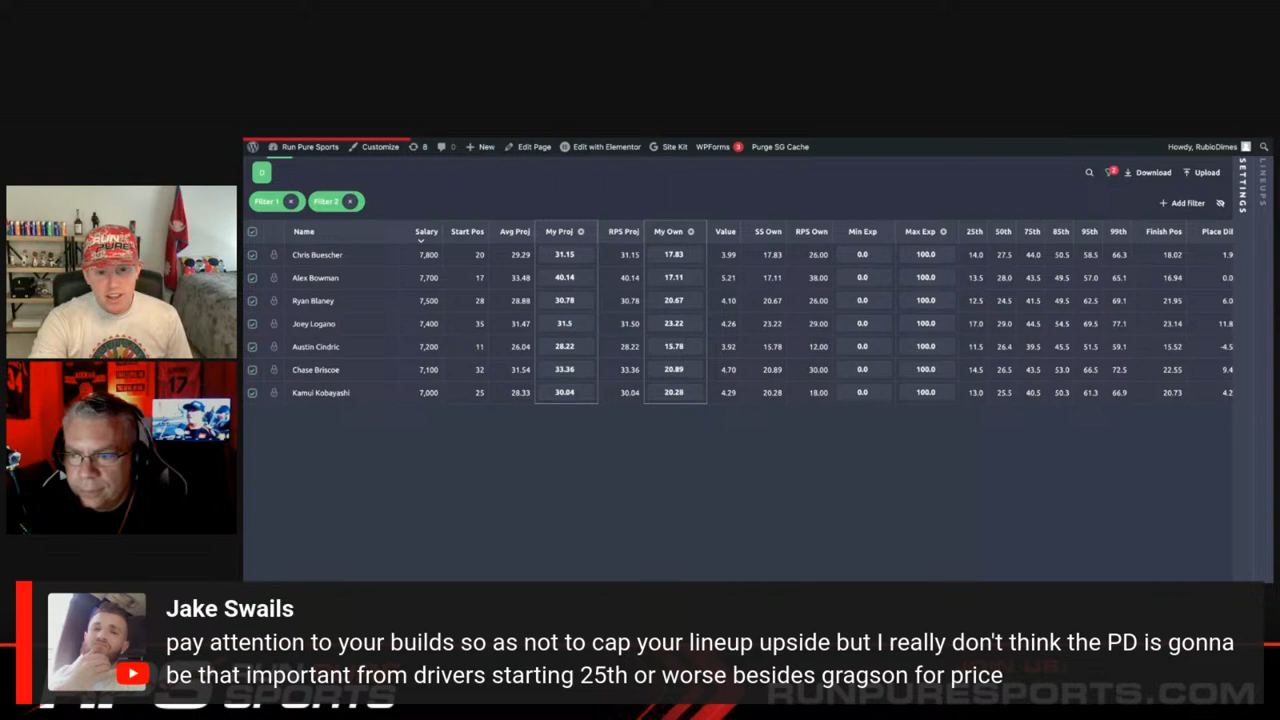 Run Pure Sports Customize 8 0 New Edit Page Edit with Elementor Site Kit WPForms 3 Purge SG Cache Howdy, RubicDimes
D 2 Download Upload SETTINGS LINEUPS
Filter 1 × Filter 2 × + Add filter
Name Salary Start Pos Avg Proj My Proj RPS Proj My Own Value SS Own RPS Own Min Exp Max Exp 25th 50th 75th 85th 95th 99th Finish Pos Place Di
Chris Buescher 7,800 20 29.29 31.15 31.15 17.83 3.99 17.83 26.00 0.0 100.0 14.0 27.5 44.0 50.5 58.5 66.3 18.02 1.9
Alex Bowman 7,700 17 33.48 40.14 40.14 17.11 5.21 17.11 38.00 0.0 100.0 13.5 28.0 43.0 49.5 57.0 65.1 16.94 0.0
Ryan Blaney 7,500 28 28.88 30.78 30.78 20.67 4.10 20.67 26.00 0.0 100.0 12.5 24.5 41.5 49.5 62.5 69.1 21.95 6.0
Joey Logano 7,400 35 31.47 31.5 31.50 23.22 4.26 23.22 29.00 0.0 100.0 17.0 29.0 44.5 54.5 69.5 77.1 23.14 11.8
Austin Cindric 7,200 11 26.04 28.22 28.22 15.78 3.92 15.78 12.00 0.0 100.0 11.5 26.4 39.5 45.5 51.5 59.1 15.52 -4.5
Chase Briscoe 7,100 32 31.54 33.36 33.36 20.89 4.70 20.89 30.00 0.0 100.0 14.5 26.5 43.5 53.0 66.5 72.5 22.55 9.4
Kamui Kobayashi 7,000 25 28.33 30.04 30.04 20.28 4.29 20.28 18.00 0.0 100.0 13.0 25.5 40.5 50.3 61.3 66.9 20.73 4.2
RUN PURE SPORTS
17
Jake Swails
pay attention to your builds so as not to cap your lineup upside but I really don't think the PD is gonna
be that important from drivers starting 25th or worse besides gragson for price
SPORTS JOIN US: RUNPURESPORTS.COM